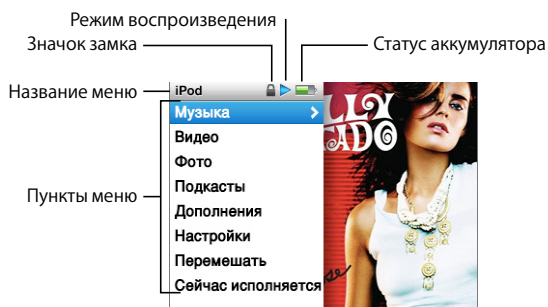 Режим воспроизведения
Значок замка
Статус аккумулятора
Название меню
iPod
Музыка
Видео
Фото
Подкасты
Пункты меню
Дополнения
Настройки
Перемешать
Сейчас исполняется